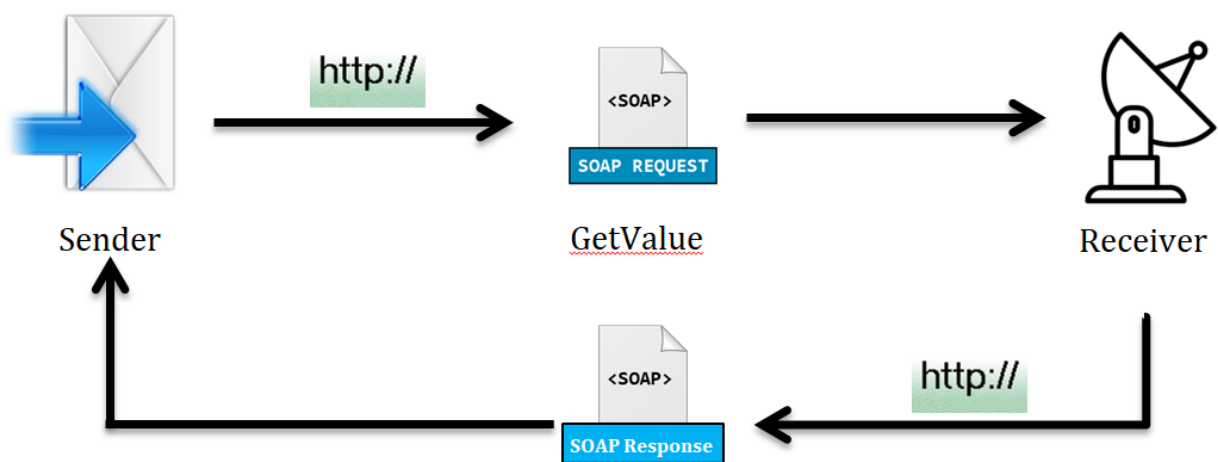 http://
<SOAP>
SOAP REQUEST
Sender
GetValue
Receiver
<SOAP>
http://
SOAP Response